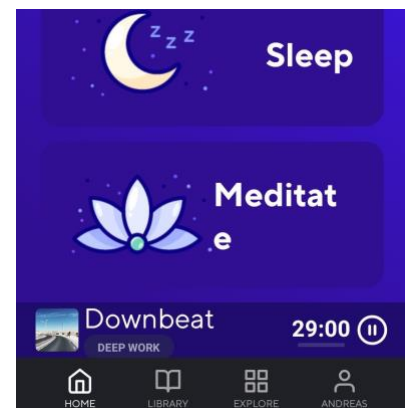 z z z
Sleep
Meditat
e
Downbeat
29:00
DEEP WORK
HOME LIBRARY EXPLORE ANDREAS